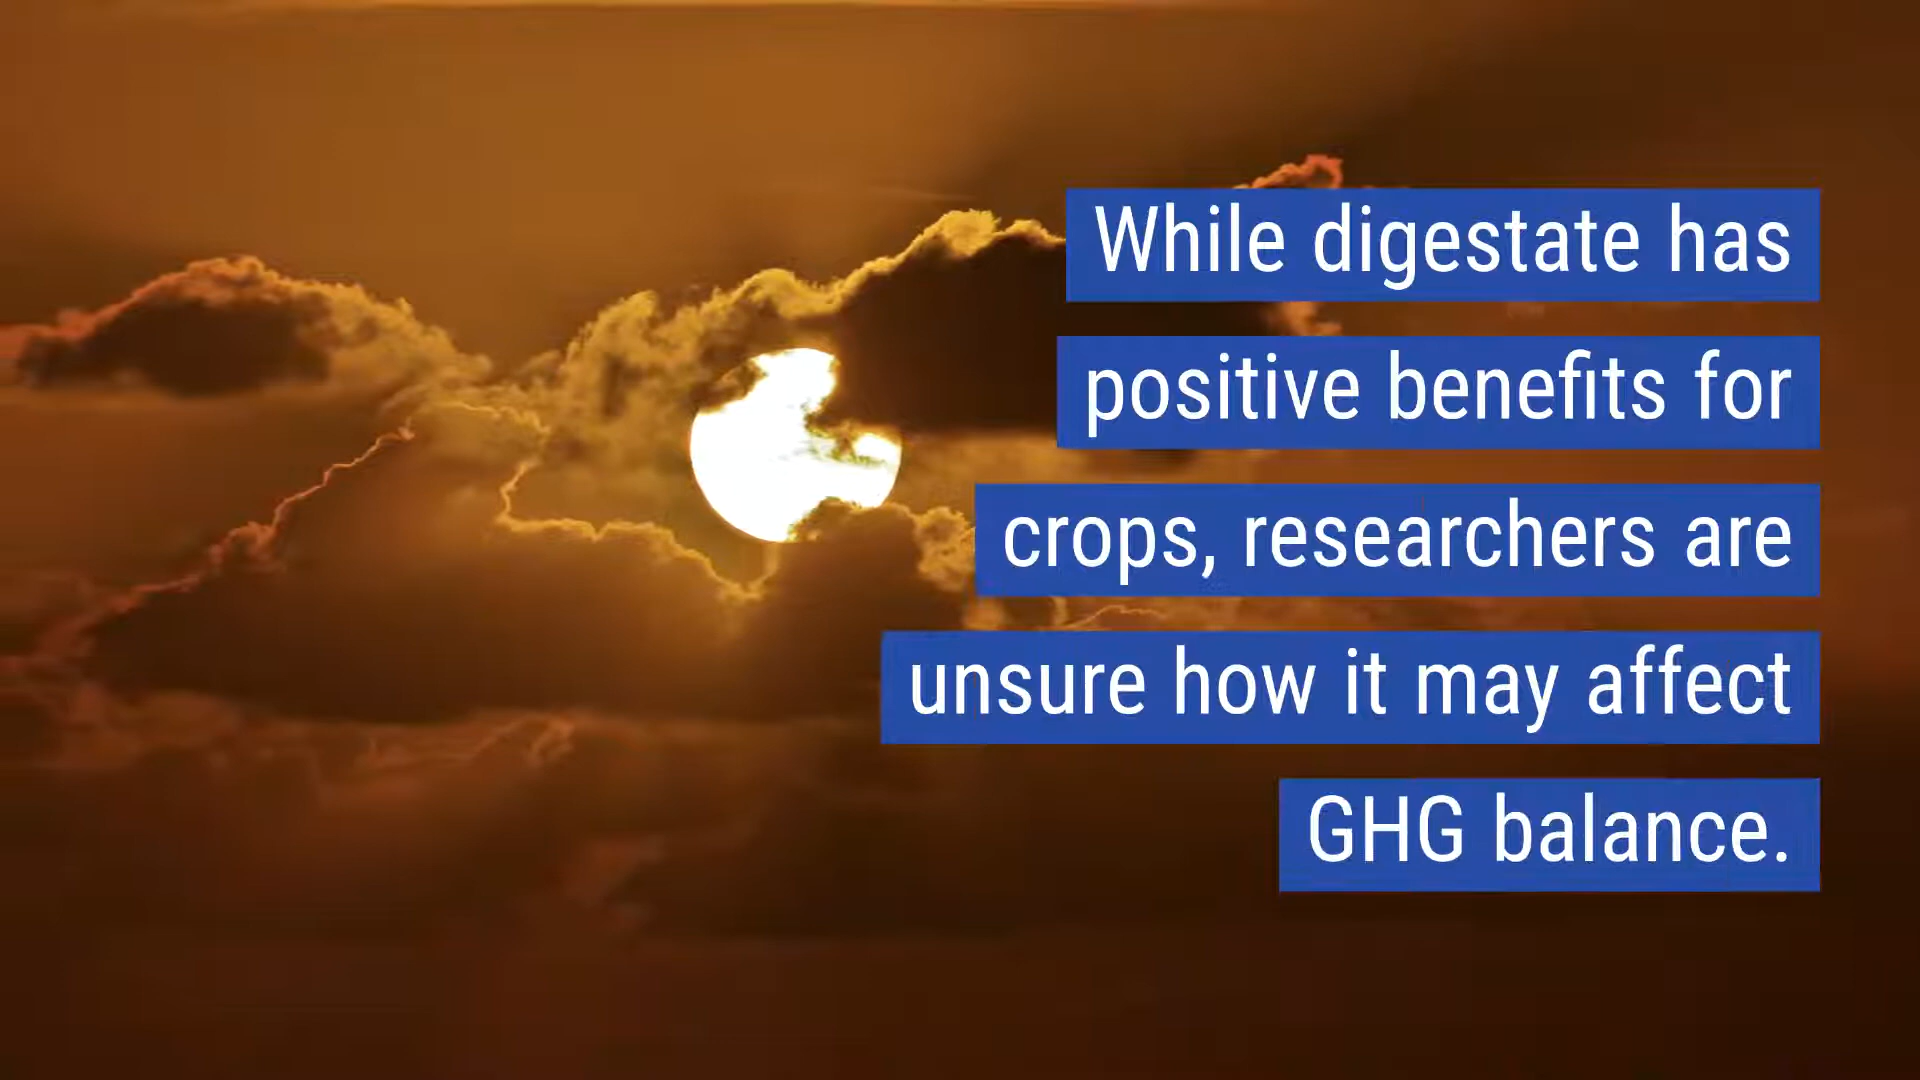 While digestate has
positive benefits for
crops, researchers are
unsure how it may affect
GHG balance.